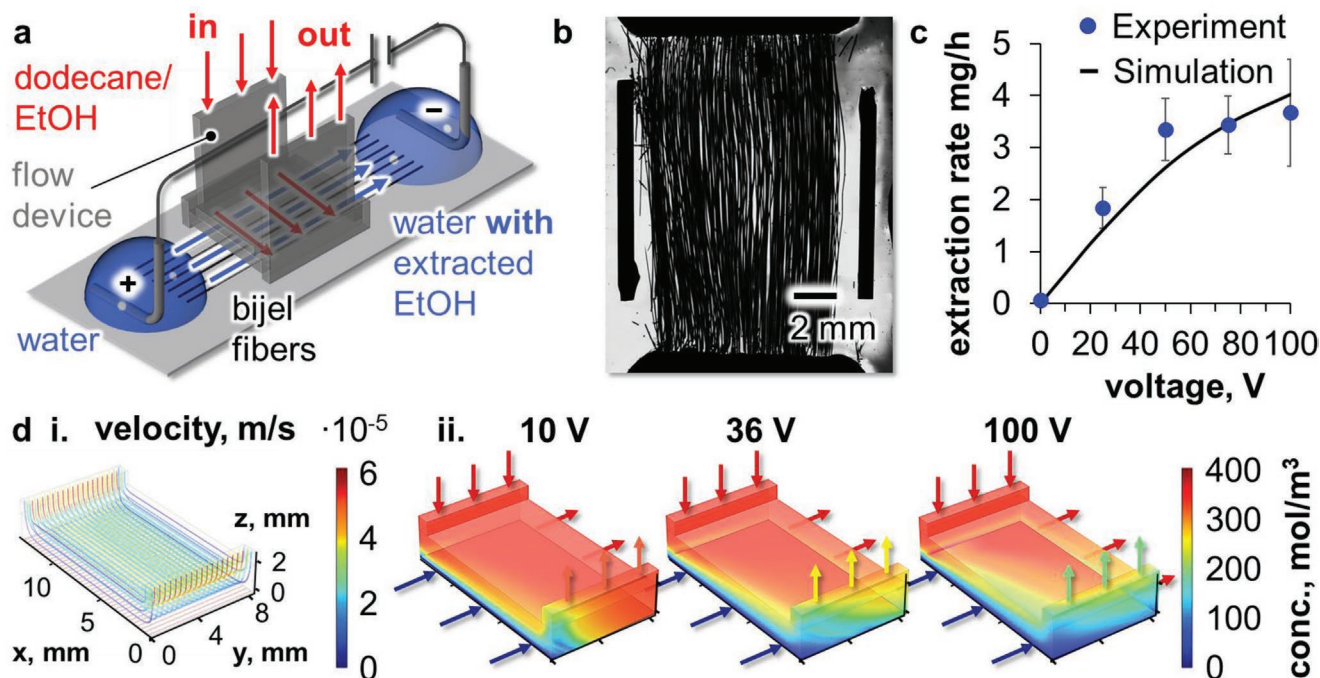 a
in
out
dodecane/
EtOH
flow
device
+
−
water
bijel
fibers
water with
extracted
EtOH
b
2 mm
c
Experiment
Simulation
extraction rate mg/h
5
4
3
2
1
0
0 20 40 60 80 100
voltage, V
d i. velocity, m/s ·10⁻⁵
z, mm
2
0
10
5
0
x, mm
0
4
8
y, mm
6
4
2
0
ii. 10 V 36 V 100 V
400
300
200
100
0
conc., mol/m³